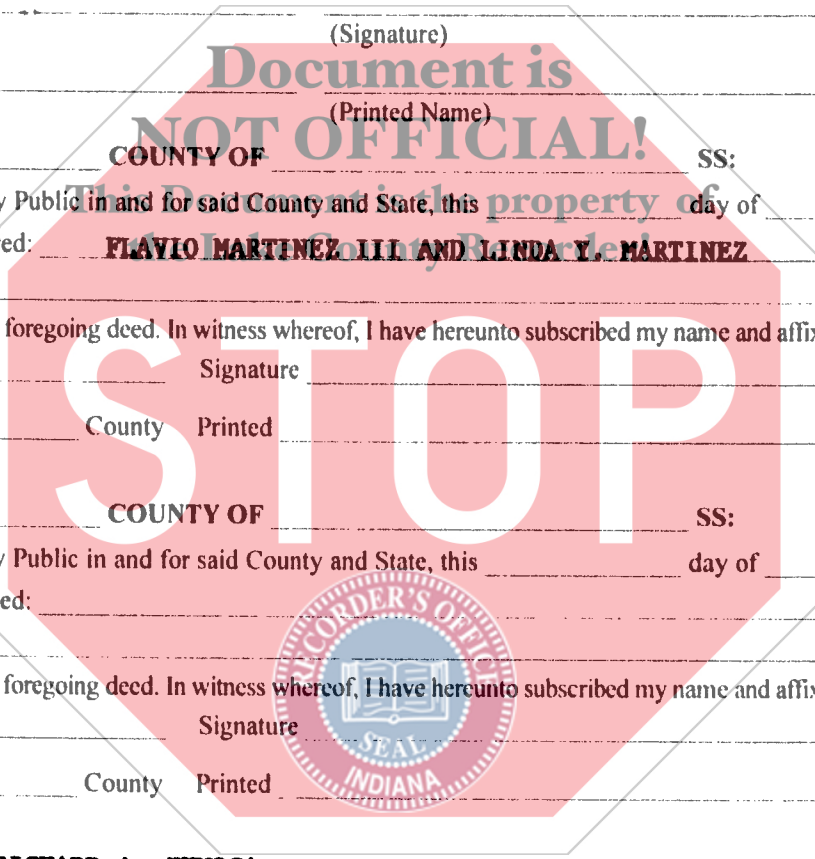 (Signature)
Document is
(Printed Name)
NOT OFFICIAL!
COUNTY OF SS:
Public in and for said County and State, this day of
This Document is the property of
the Lake County Recorder!
FLAVIO MARTINEZ III AND LINDA Y. MARTINEZ
foregoing deed. In witness whereof, I have hereunto subscribed my name and affix
Signature
County Printed
STOP
COUNTY OF SS:
Public in and for said County and State, this day of
RECORDER'S OFFICE
foregoing deed. In witness whereof, I have hereunto subscribed my name and affix
Signature
SEAL
INDIANA
County Printed